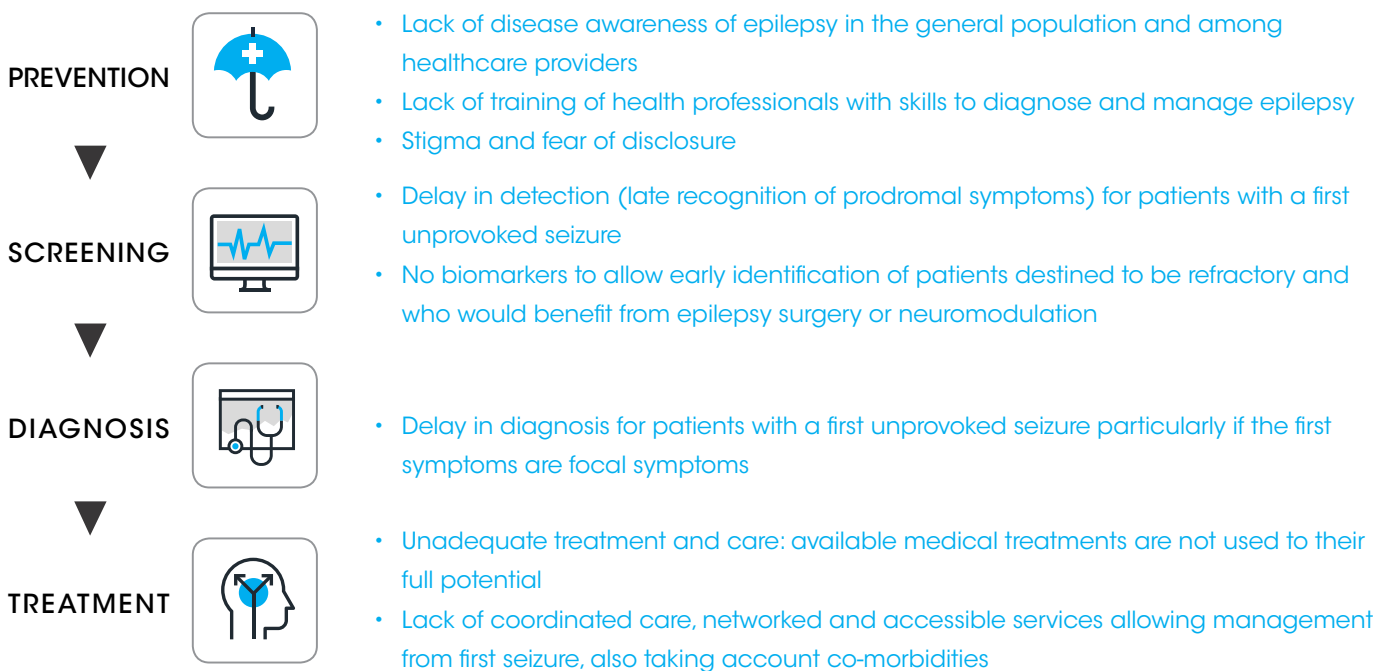 PREVENTION
• Lack of disease awareness of epilepsy in the general population and among
healthcare providers
• Lack of training of health professionals with skills to diagnose and manage epilepsy
• Stigma and fear of disclosure
SCREENING
• Delay in detection (late recognition of prodromal symptoms) for patients with a first
unprovoked seizure
• No biomarkers to allow early identification of patients destined to be refractory and
who would benefit from epilepsy surgery or neuromodulation
DIAGNOSIS
• Delay in diagnosis for patients with a first unprovoked seizure particularly if the first
symptoms are focal symptoms
TREATMENT
• Unadequate treatment and care: available medical treatments are not used to their
full potential
• Lack of coordinated care, networked and accessible services allowing management
from first seizure, also taking account co-morbidities